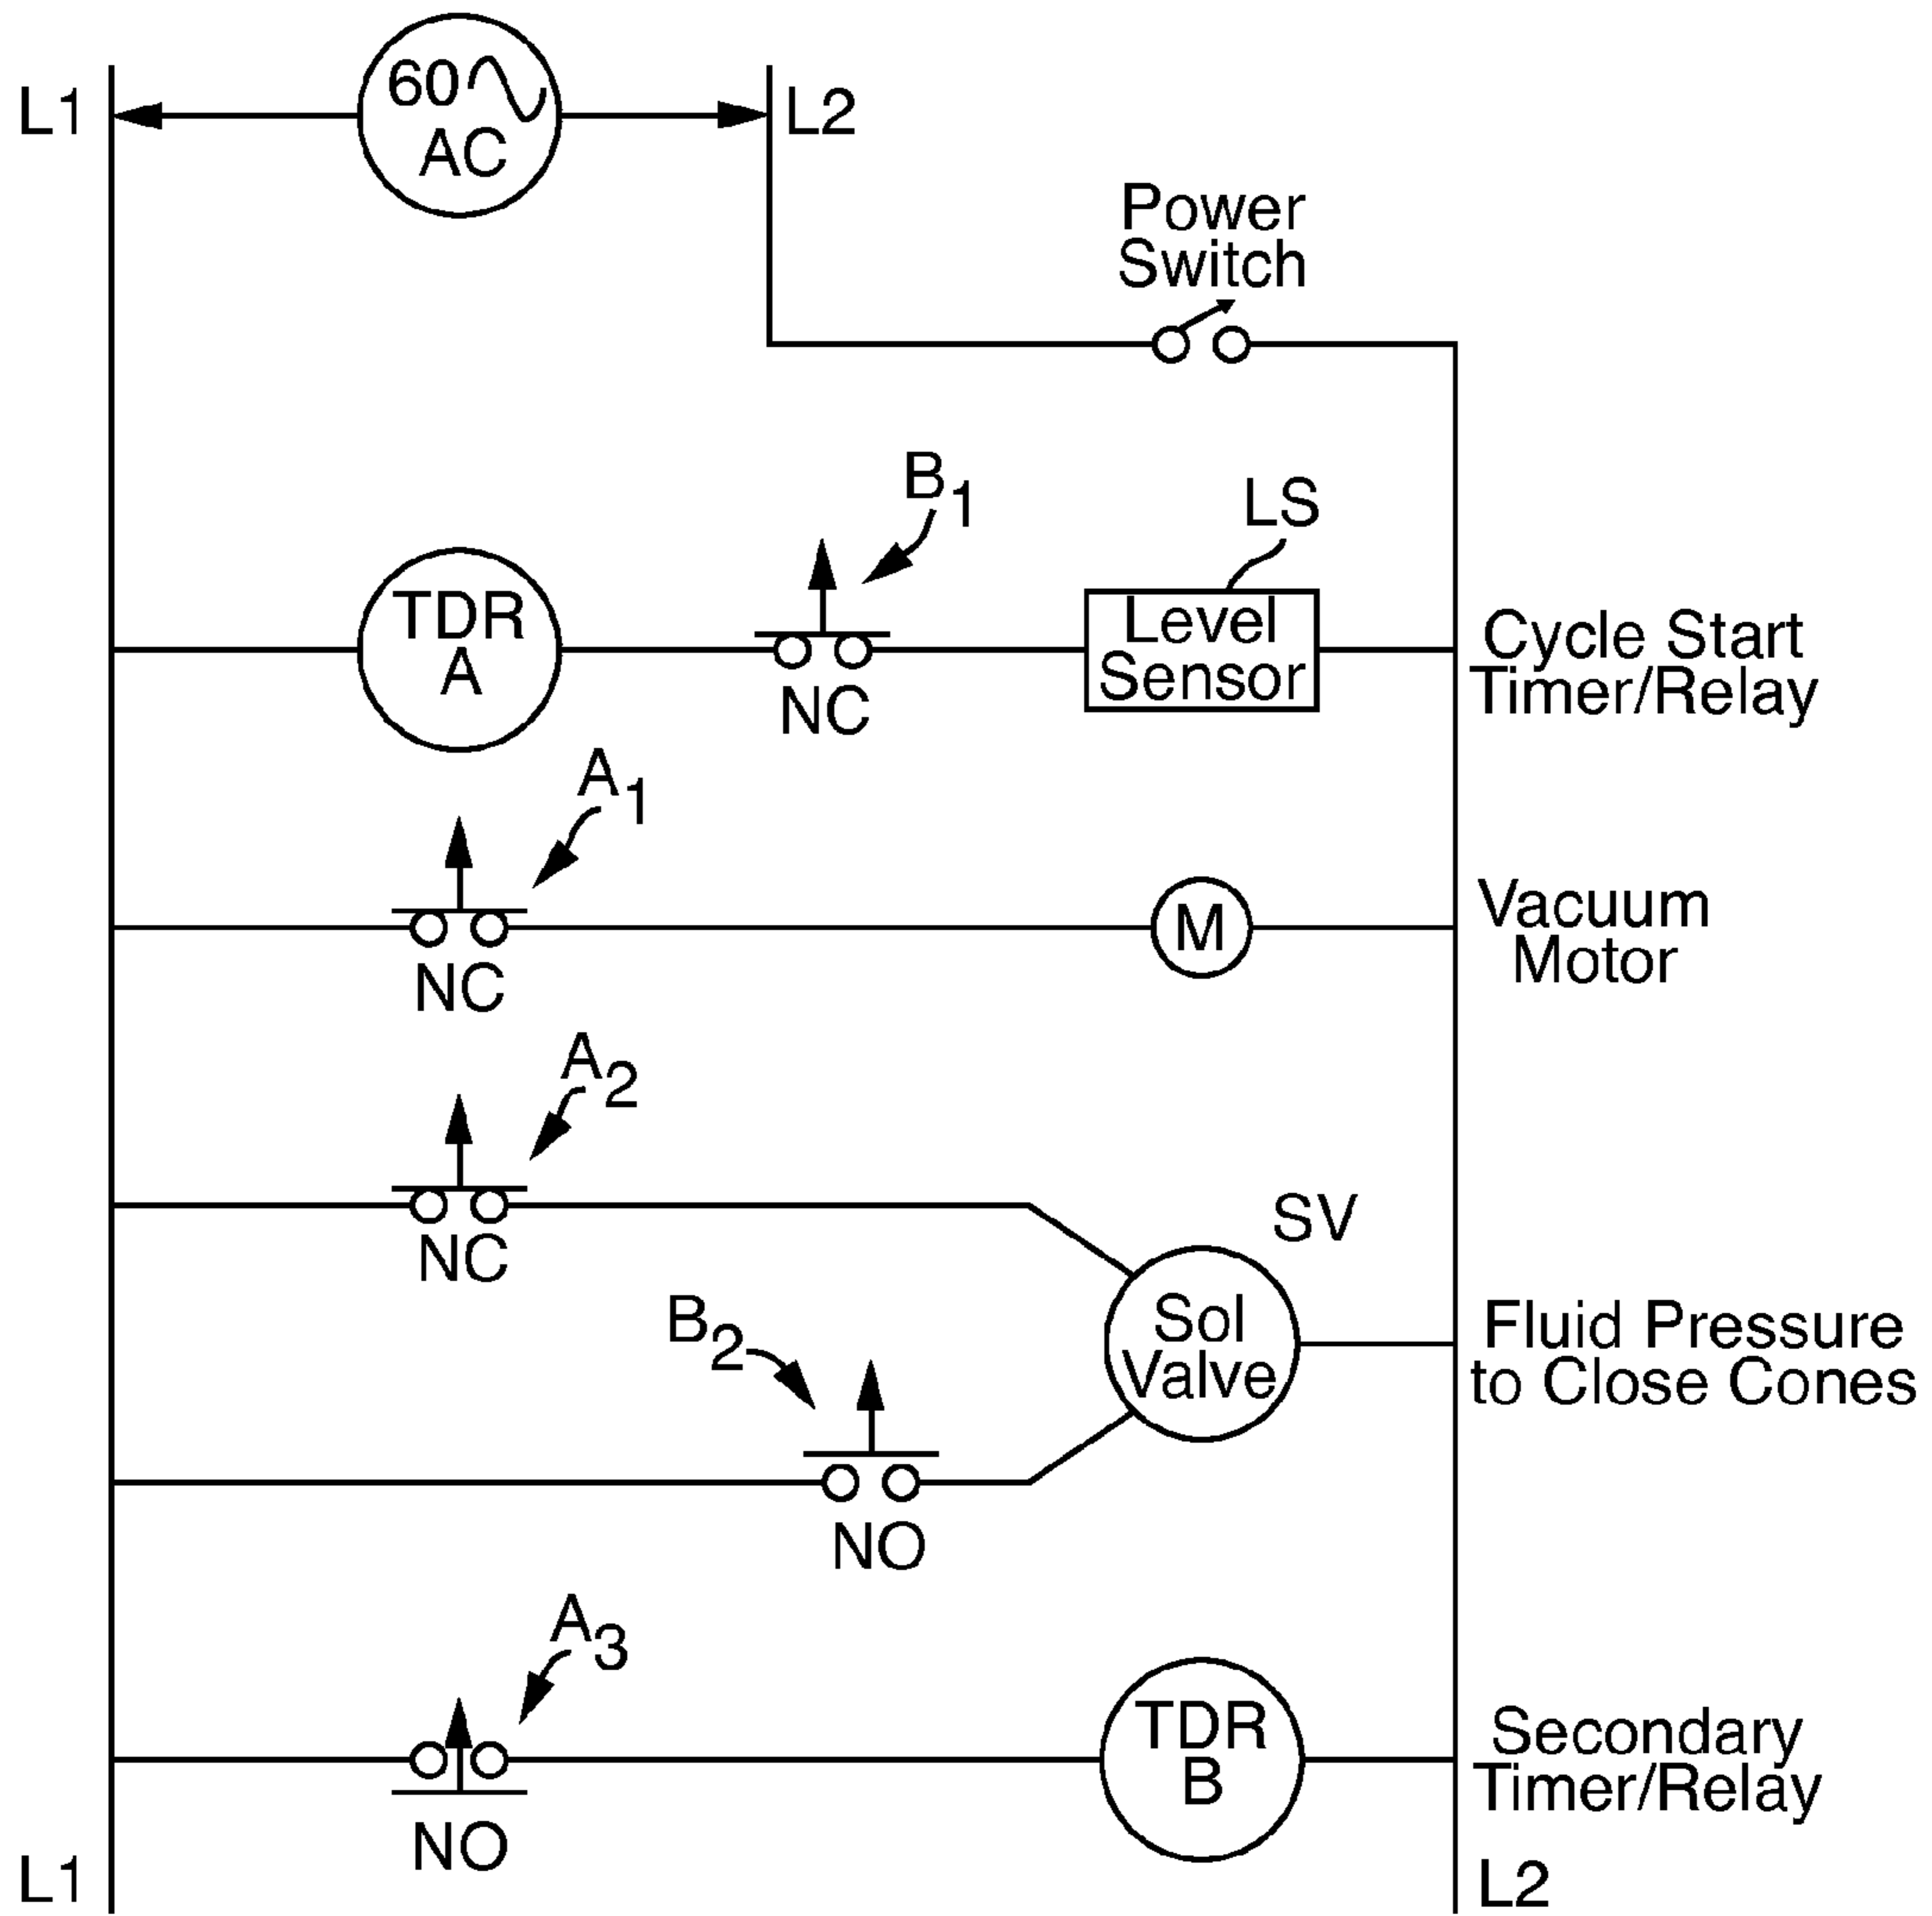 L1
60
AC
L2
Power
Switch
B1
LS
TDR
A
NC
Level
Sensor
Cycle Start
Timer/Relay
A1
NC
M
Vacuum
Motor
A2
NC
SV
B2
Sol
Valve
Fluid Pressure
to Close Cones
NO
A3
NO
TDR
B
Secondary
Timer/Relay
L1
L2